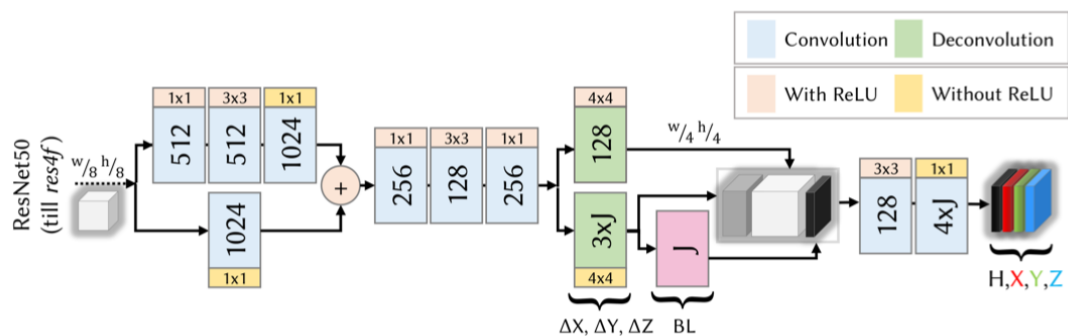 Convolution
Deconvolution
With ReLU
Without ReLU
ResNet50
(till res4f)
w/8 h/8
1x1
512
3x3
512
1x1
1024
1024
1x1
+
1x1
256
3x3
128
1x1
256
4x4
128
w/4 h/4
3xJ
4x4
J
ΔX, ΔY, ΔZ
BL
3x3
128
1x1
4xJ
H,X,Y,Z